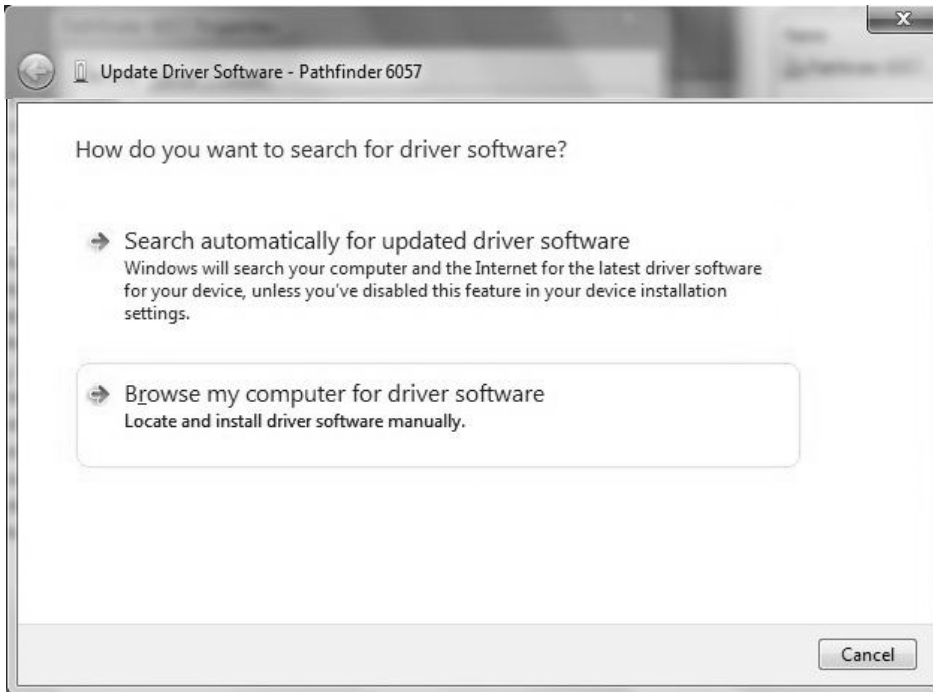 X
Update Driver Software - Pathfinder 6057
How do you want to search for driver software?
Search automatically for updated driver software
Windows will search your computer and the Internet for the latest driver software
for your device, unless you've disabled this feature in your device installation
settings.
Browse my computer for driver software
Locate and install driver software manually.
Cancel